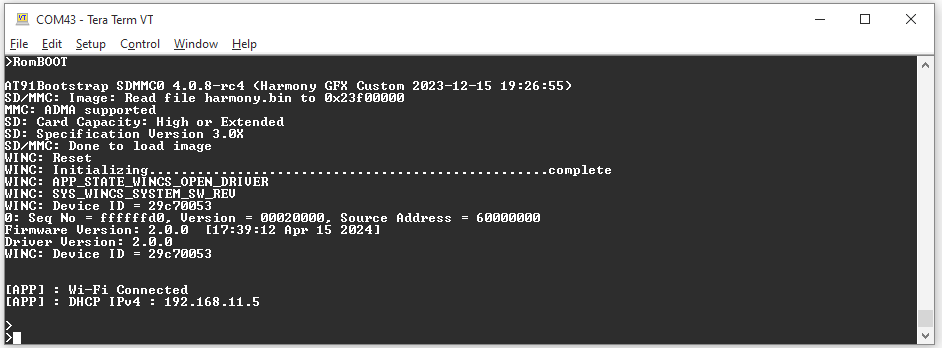 COM43 - Tera Term VT
File Edit Setup Control Window Help
>RomBOOT
AT91Bootstrap SDMMC0 4.0.8-rc4 (Harmony GFX Custom 2023-12-15 19:26:55)
SD/MMC: Image: Read file harmony.bin to 0x23f00000
MMC: ADMA supported
SD: Card Capacity: High or Extended
SD: Specification Version 3.0X
SD/MMC: Done to load image
WINC: Reset
WINC: Initializing..................................................complete
WINC: APP_STATE_WINCS_OPEN_DRIVER
WINC: SYS_WINCS_SYSTEM_SW_REV
WINC: Device ID = 29c70053
0: Seq No = ffffffd0, Version = 00020000, Source Address = 60000000
Firmware Version: 2.0.0  [17:39:12 Apr 15 2024]
Driver Version: 2.0.0
WINC: Device ID = 29c70053
[APP] : Wi-Fi Connected
[APP] : DHCP IPv4 : 192.168.11.5
>
>